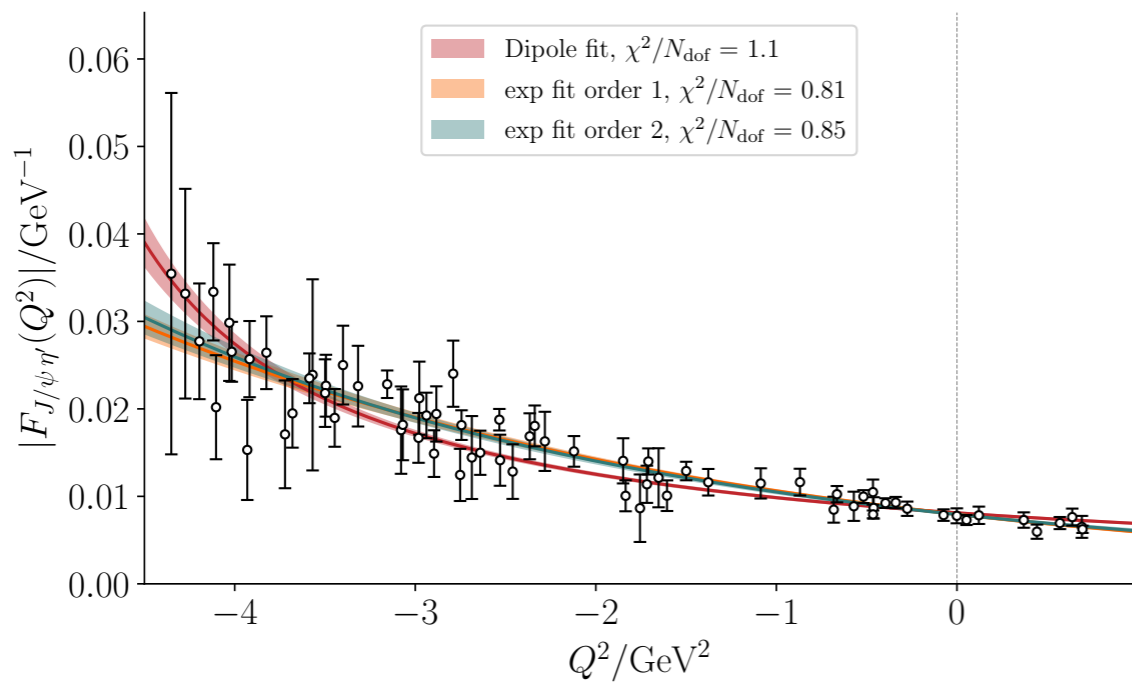 Dipole fit, χ²/N_dof = 1.1
exp fit order 1, χ²/N_dof = 0.81
exp fit order 2, χ²/N_dof = 0.85
|F_{J/ψ η′}(Q²)|/GeV⁻¹
0.06
0.05
0.04
0.03
0.02
0.01
0.00
−4 −3 −2 −1 0
Q²/GeV²